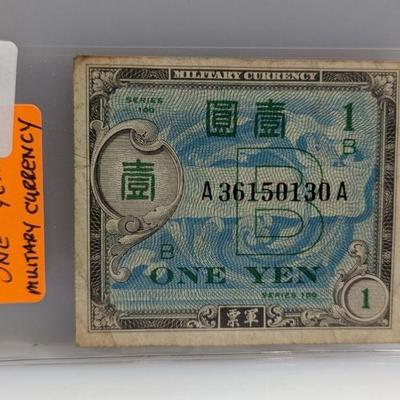 ONE YEN
MILITARY CURRENCY
MILITARY CURRENCY
SERIES 100
圓壹
1
B
壹
A36150130A
B
B
ONE YEN
SERIES 100
1
票軍